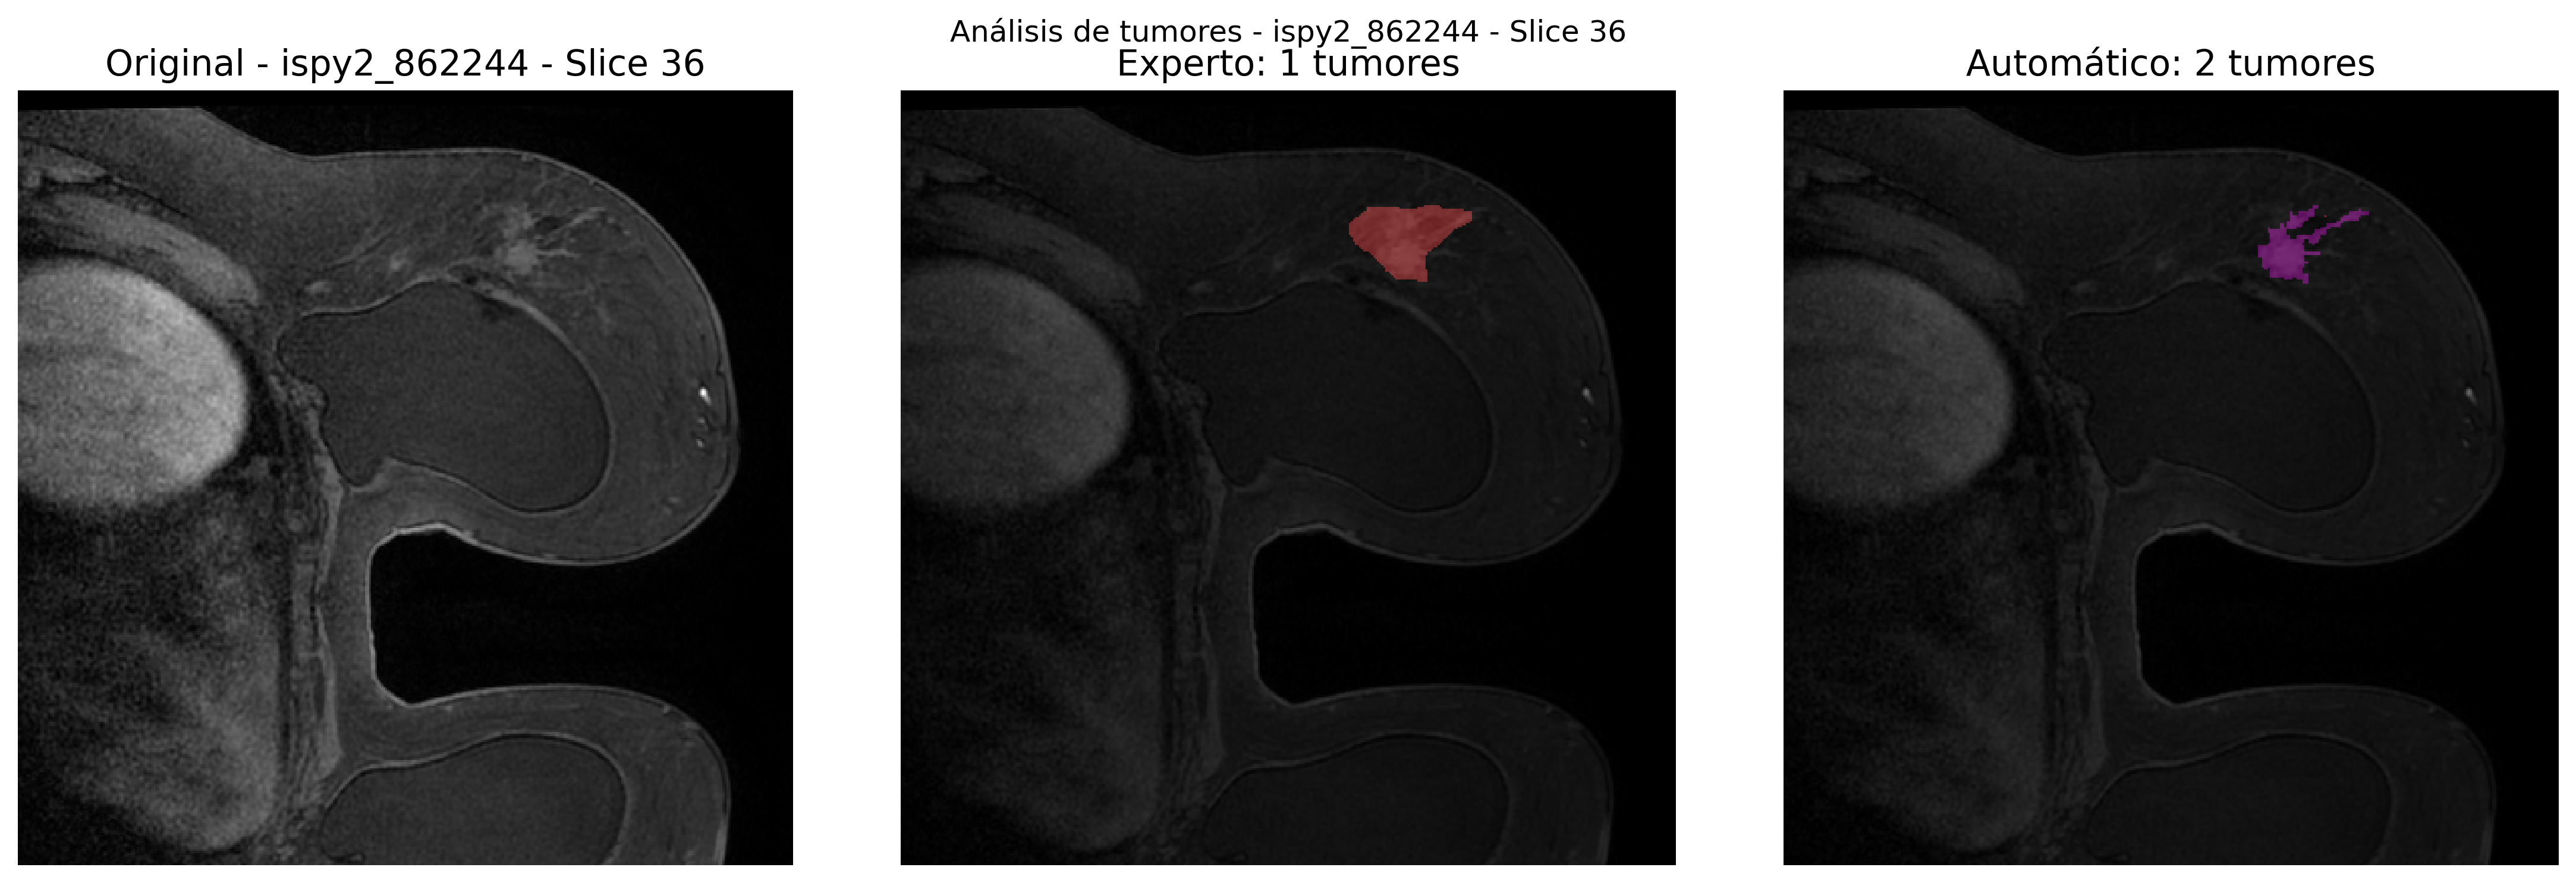 Análisis de tumores - ispy2_862244 - Slice 36
Original - ispy2_862244 - Slice 36
Experto: 1 tumores
Automático: 2 tumores